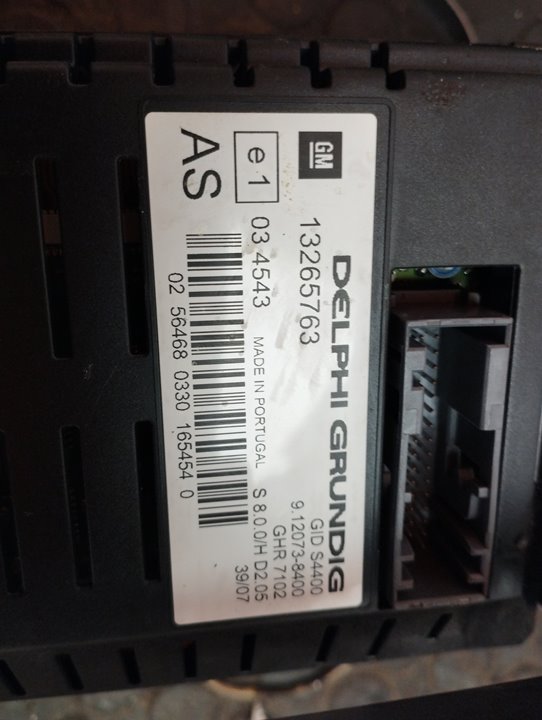 GM
DELPHI GRUNDIG
13265763
GID S4400
9.12073-8400
e 1
03 4543
MADE IN PORTUGAL
GHR 7102
S 8.0.0/H D2.05
39/07
AS
02 56468 0330 165454 0